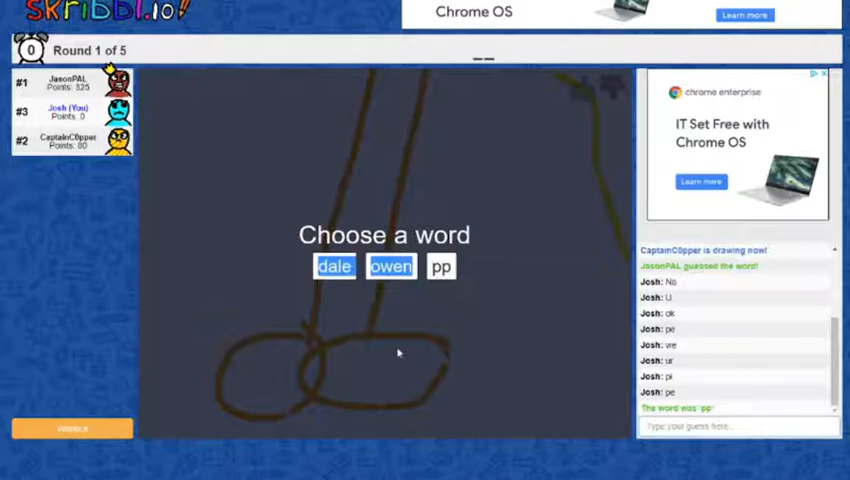 skribbl.io!
Chrome OS
Learn more
0
Round 1 of 5
__
#1
JasonPAL
Points: 325
#3
Josh (You)
Points: 0
#2
CaptainC0pper
Points: 80
Choose a word
dale
owen
pp
chrome enterprise
IT Set Free with
Chrome OS
Learn more
CaptainC0pper is drawing now!
JasonPAL guessed the word!
Josh: No
Josh: U
Josh: ok
Josh: pe
Josh: we
Josh: ur
Josh: pi
Josh: pe
The word was 'pp'
Type your guess here...